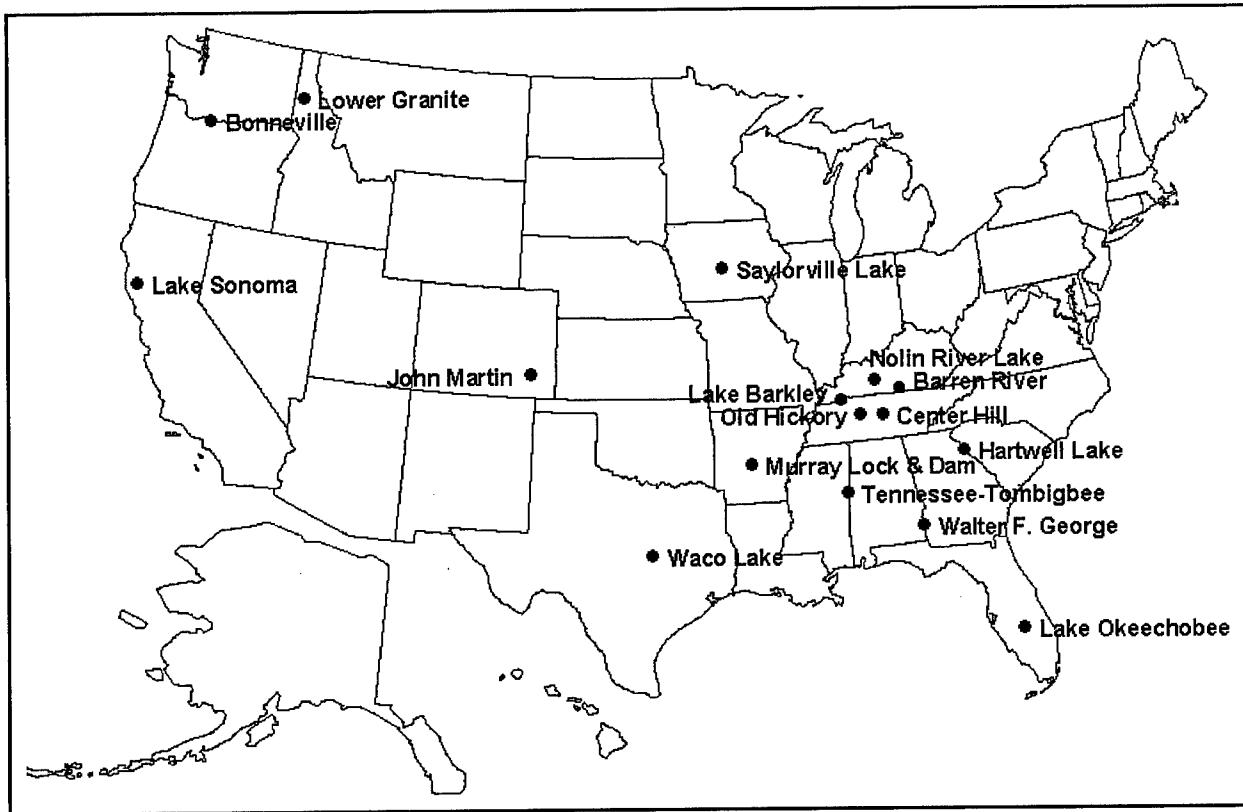 Lower Granite
Bonneville
Lake Sonoma
Saylorville Lake
Nolin River Lake
John Martin
Barren River
Lake Barkley
Old Hickory
Center Hill
Hartwell Lake
Murray Lock & Dam
Tennessee-Tombigbee
Walter F. George
Waco Lake
Lake Okeechobee